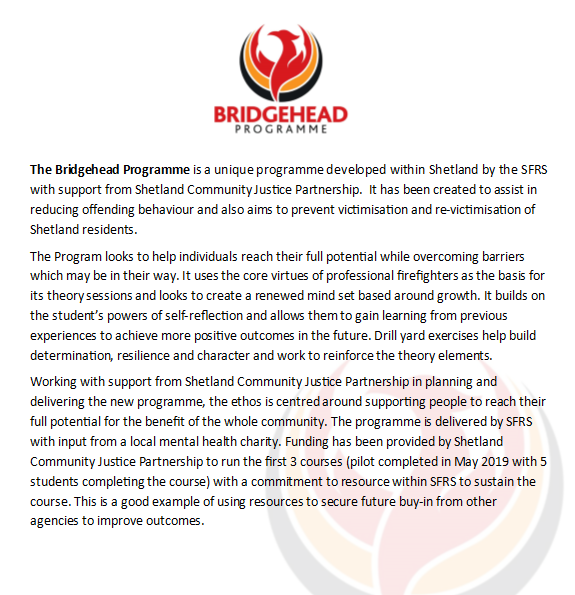 BRIDGEHEAD
PROGRAMME
The Bridgehead Programme is a unique programme developed within Shetland by the SFRS
with support from Shetland Community Justice Partnership.  It has been created to assist in
reducing offending behaviour and also aims to prevent victimisation and re-victimisation of
Shetland residents.
The Program looks to help individuals reach their full potential while overcoming barriers
which may be in their way. It uses the core virtues of professional firefighters as the basis for
its theory sessions and looks to create a renewed mind set based around growth. It builds on
the student’s powers of self-reflection and allows them to gain learning from previous
experiences to achieve more positive outcomes in the future. Drill yard exercises help build
determination, resilience and character and work to reinforce the theory elements.
Working with support from Shetland Community Justice Partnership in planning and
delivering the new programme, the ethos is centred around supporting people to reach their
full potential for the benefit of the whole community. The programme is delivered by SFRS
with input from a local mental health charity. Funding has been provided by Shetland
Community Justice Partnership to run the first 3 courses (pilot completed in May 2019 with 5
students completing the course) with a commitment to resource within SFRS to sustain the
course. This is a good example of using resources to secure future buy-in from other
agencies to improve outcomes.